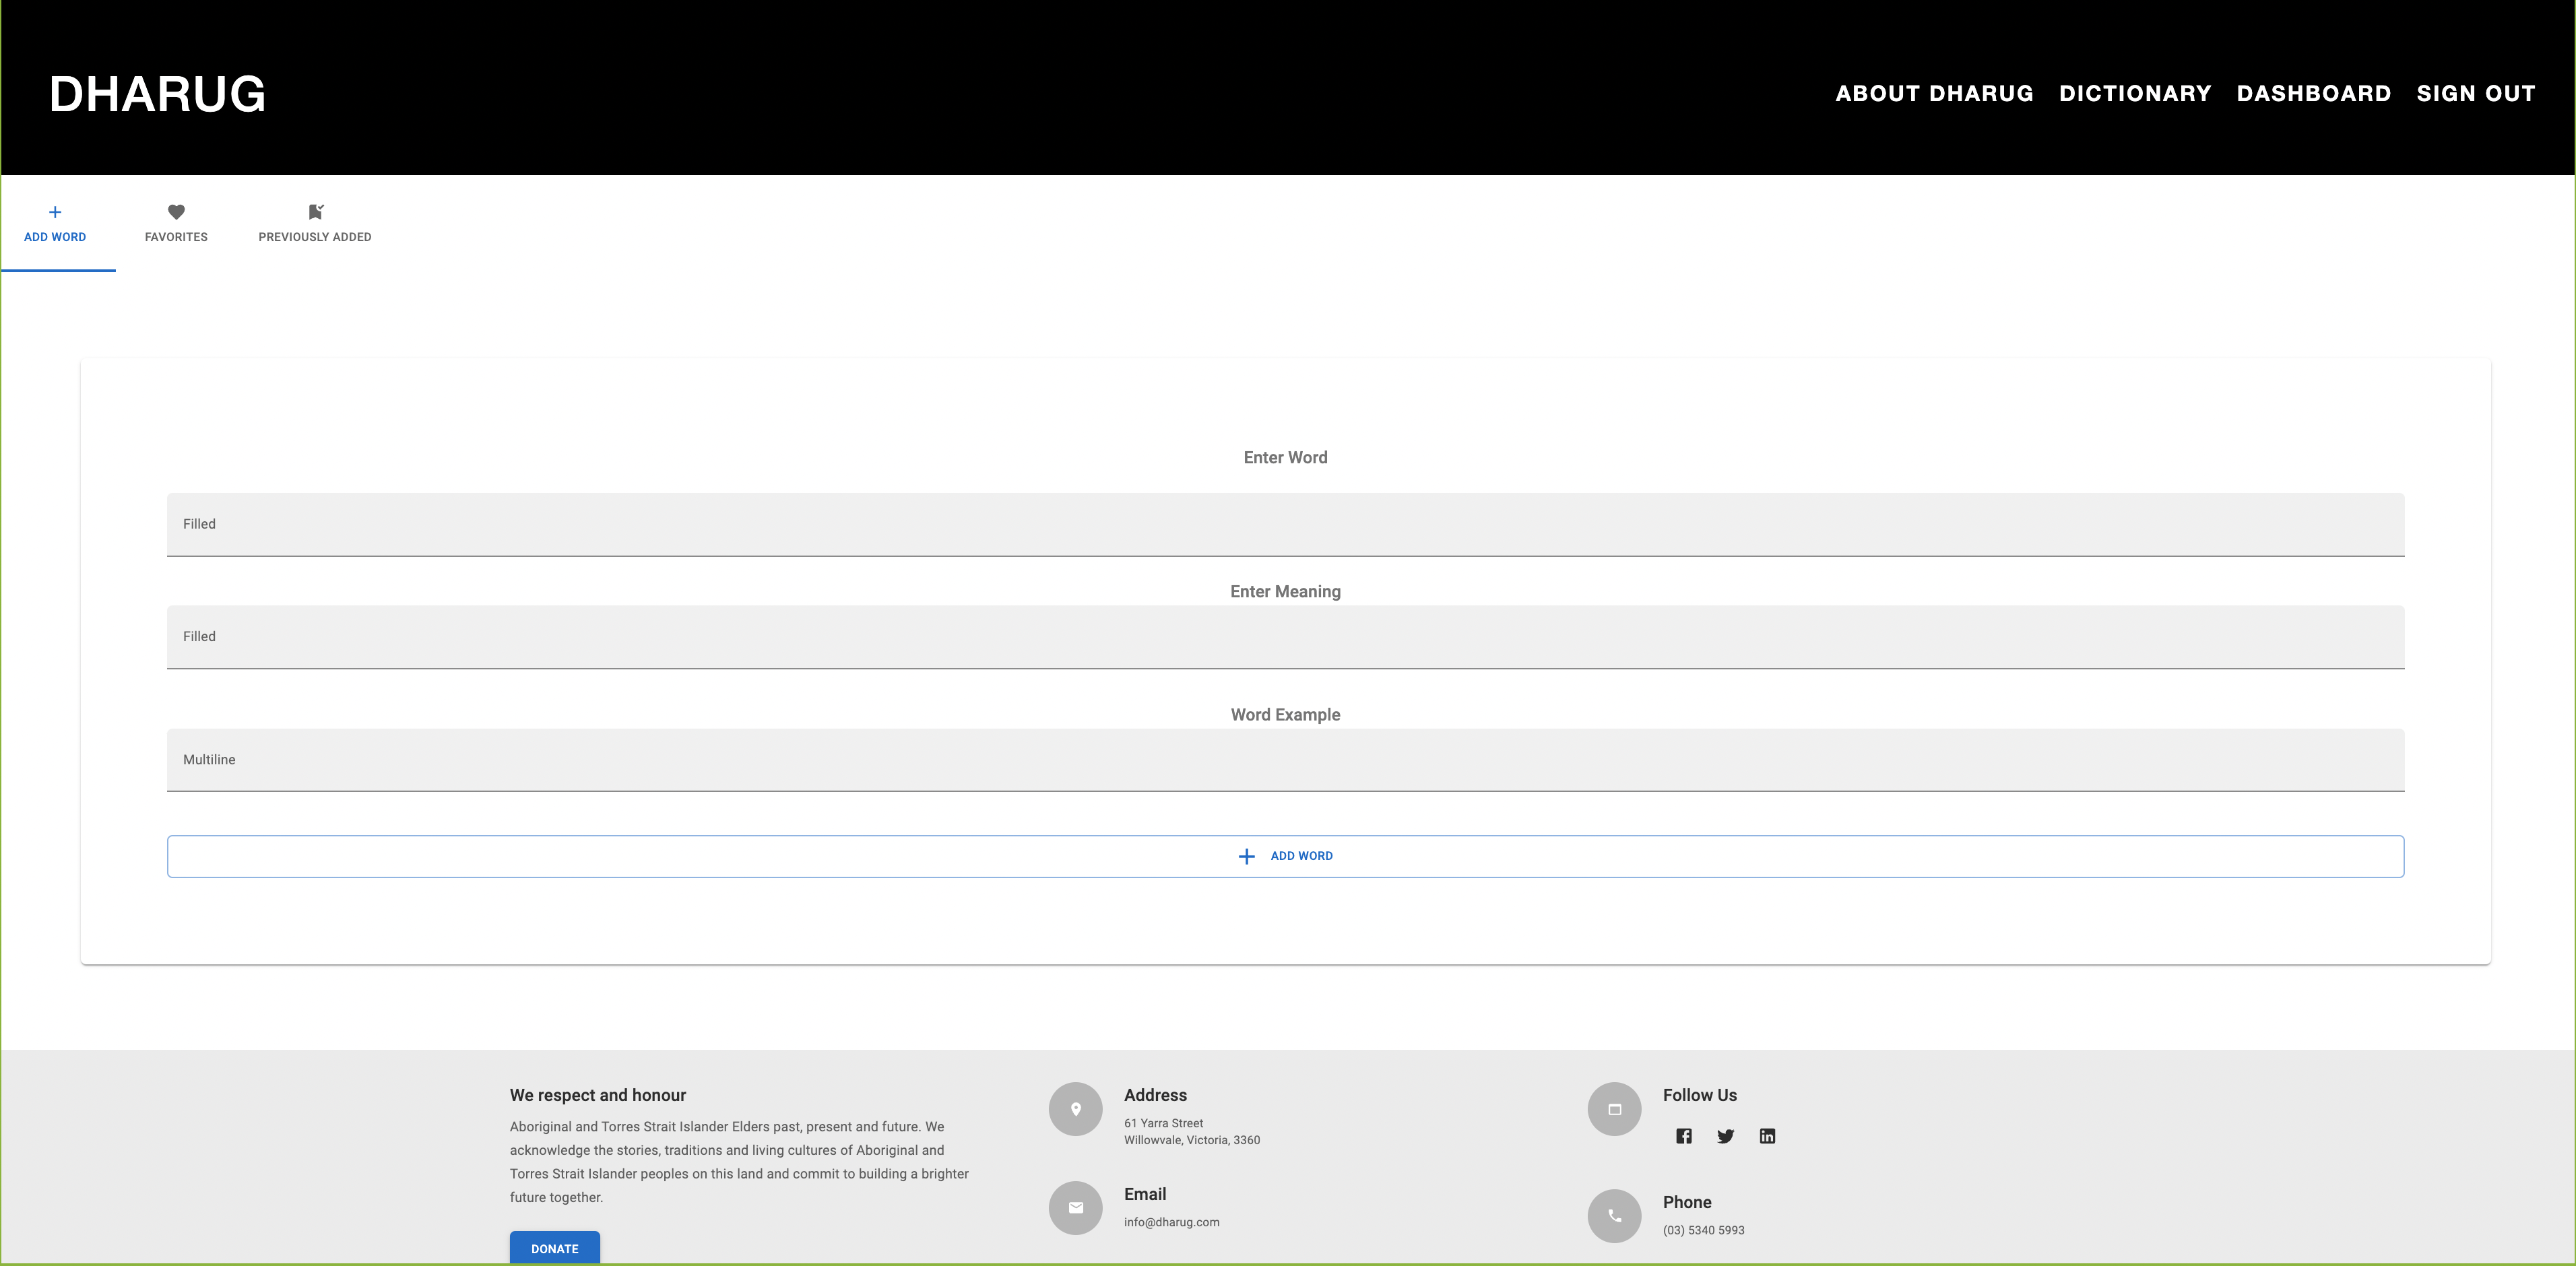 DHARUG
ABOUT DHARUG DICTIONARY DASHBOARD SIGN OUT
ADD WORD
FAVORITES
PREVIOUSLY ADDED
Enter Word
Filled
Enter Meaning
Filled
Word Example
Multiline
ADD WORD
We respect and honour
Aboriginal and Torres Strait Islander Elders past, present and future. We
acknowledge the stories, traditions and living cultures of Aboriginal and
Torres Strait Islander peoples on this land and commit to building a brighter
future together.
DONATE
Address
61 Yarra Street
Willowvale, Victoria, 3360
Email
info@dharug.com
Follow Us
Phone
(03) 5340 5993